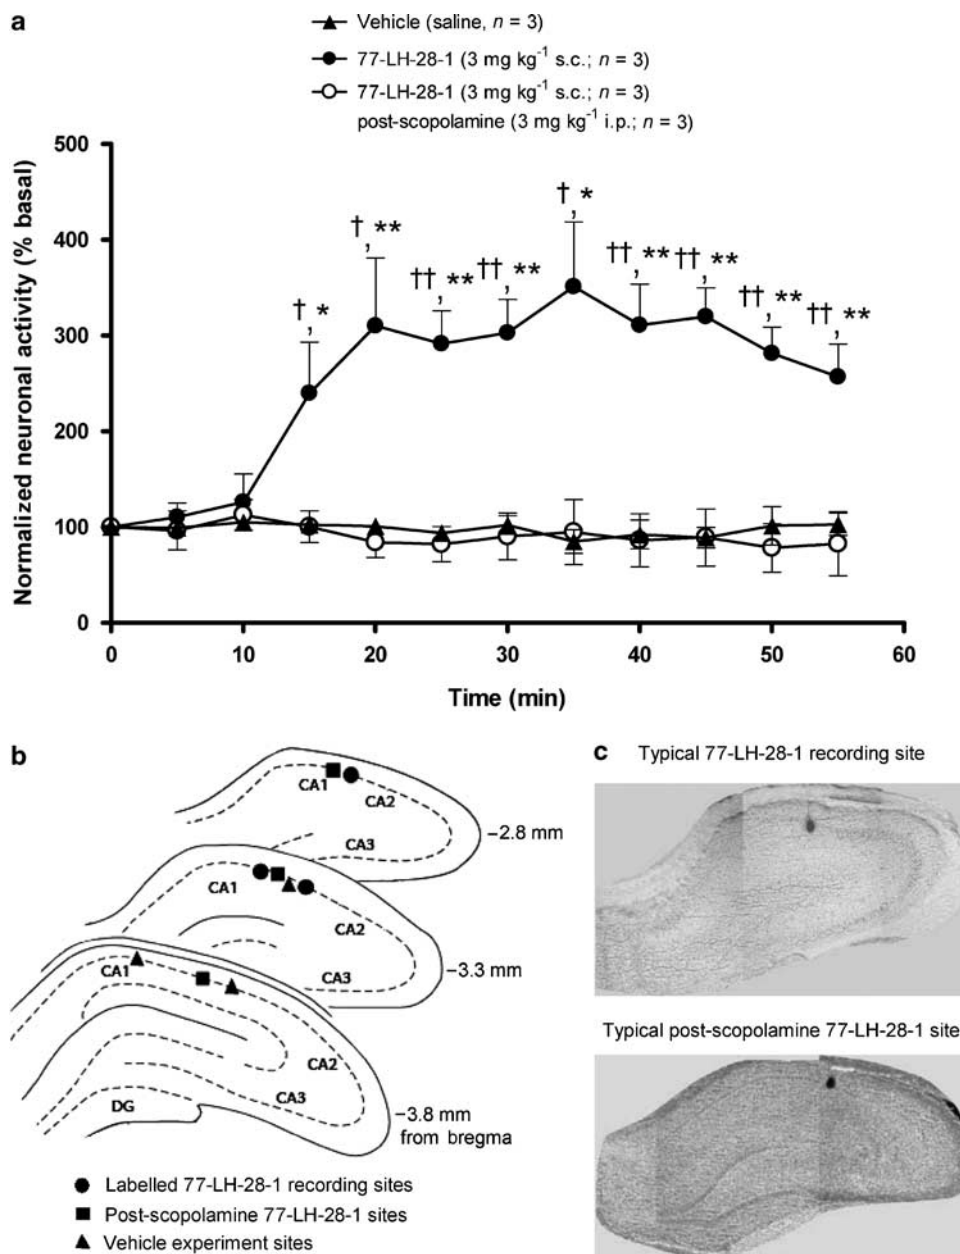 a
Vehicle (saline, n = 3)
77-LH-28-1 (3 mg kg⁻¹ s.c.; n = 3)
77-LH-28-1 (3 mg kg⁻¹ s.c.; n = 3)
post-scopolamine (3 mg kg⁻¹ i.p.; n = 3)
Normalized neuronal activity (% basal)
500
400
300
200
100
0
†,*
†,**
††,**
††,**
†,*
††,**
††,**
††,**
††,**
0 10 20 30 40 50 60
Time (min)
b
CA1
CA2
CA3
−2.8 mm
CA1
CA2
CA3
−3.3 mm
CA1
CA2
CA3
DG
−3.8 mm
from bregma
Labelled 77-LH-28-1 recording sites
Post-scopolamine 77-LH-28-1 sites
Vehicle experiment sites
c
Typical 77-LH-28-1 recording site
Typical post-scopolamine 77-LH-28-1 site